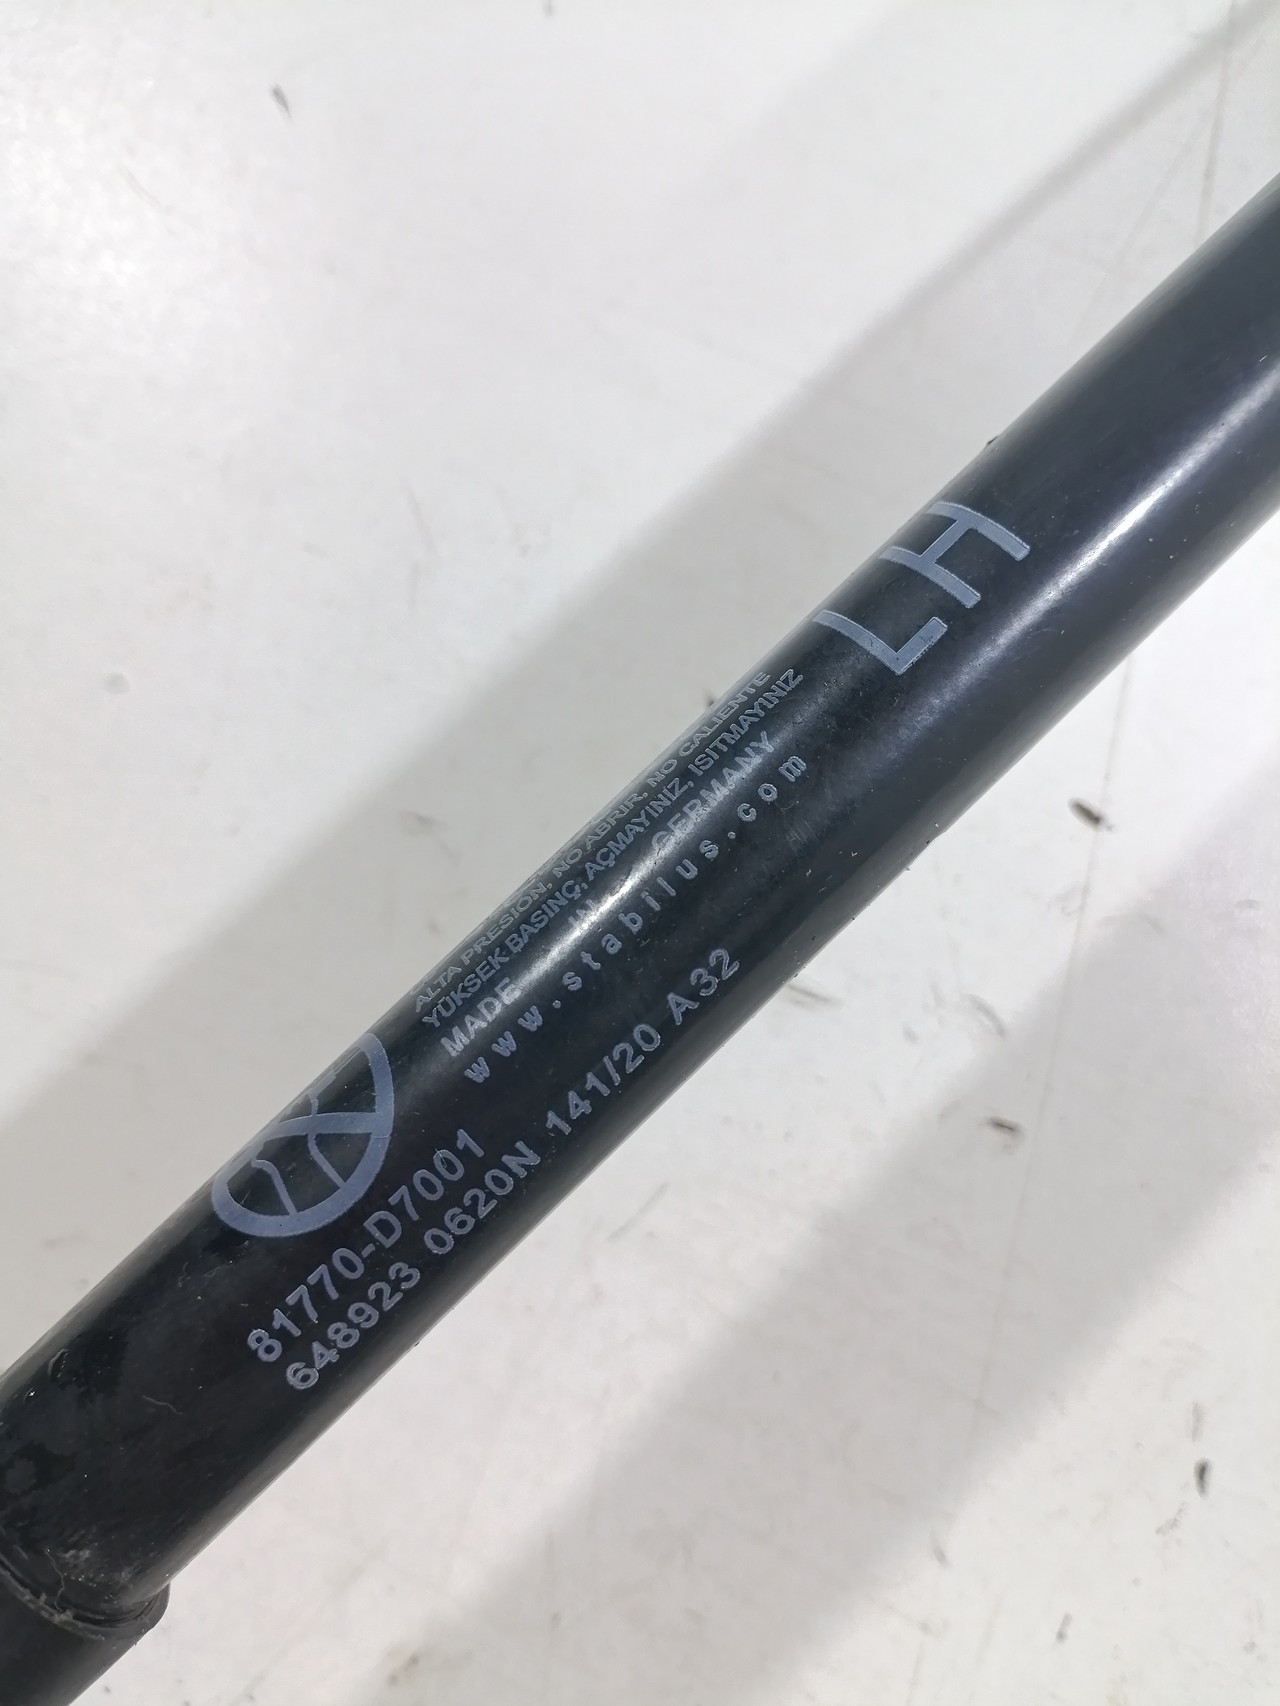 ALTA PRESION, NO ABRIR, NO CALIENTE
YÜKSEK BASINÇ, AÇMAYINIZ, ISITMAYINIZ
MADE IN GERMANY
www.stabilus.com
81770-D7001
648923 0620N 141/20 A32
LH